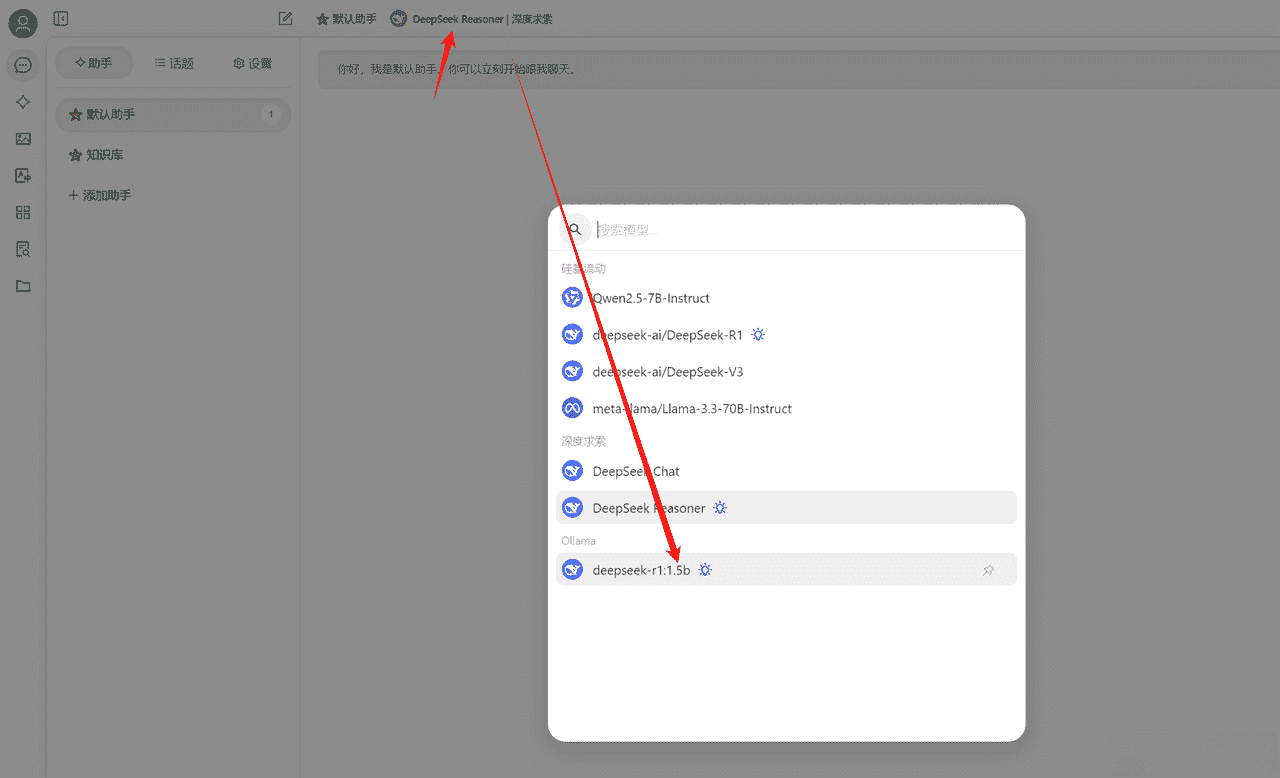 默认助手 DeepSeek Reasoner | 深度求索
助手 话题 设置
你好，我是默认助手。你可以立刻开始跟我聊天。
默认助手 1
知识库
+ 添加助手
搜索模型...
硅基流动
Qwen2.5-7B-Instruct
deepseek-ai/DeepSeek-R1
deepseek-ai/DeepSeek-V3
meta-llama/Llama-3.3-70B-Instruct
深度求索
DeepSeek Chat
DeepSeek Reasoner
Ollama
deepseek-r1:1.5b